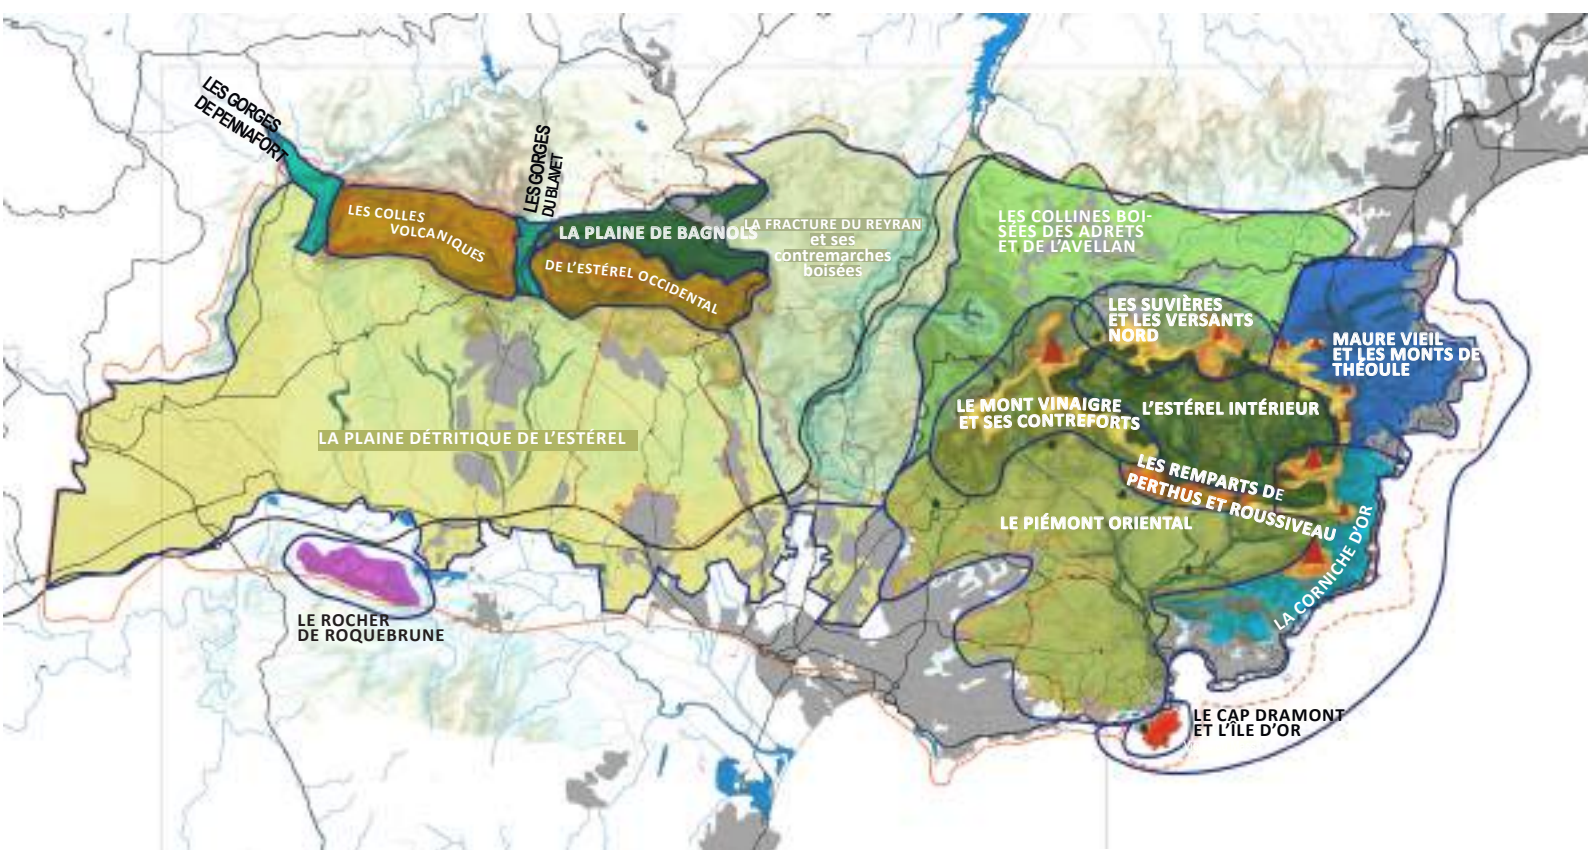 LES GORGES
DE PENNAFORT
LES GORGES
DU BLAVET
LES COLLES
VOLCANIQUES
LA PLAINE DE BAGNOLS
DE L'ESTÉREL OCCIDENTAL
LA FRACTURE DU REYRAN
et ses
contremarches
boisées
LES COLLINES BOI-
SÉES DES ADRETS
ET DE L'AVELLAN
LES SUVIÈRES
ET LES VERSANTS
NORD
MAURE VIEIL
ET LES MONTS DE
THÉOULE
LE MONT VINAIGRE
ET SES CONTREFORTS
L'ESTÉREL INTÉRIEUR
LA PLAINE DÉTRITIQUE DE L'ESTÉREL
LES REMPARTS DE
PERTHUS ET ROUSSIVEAU
LE PIÉMONT ORIENTAL
LA CORNICHE D'OR
LE ROCHER
DE ROQUEBRUNE
LE CAP DRAMONT
ET L'ÎLE D'OR